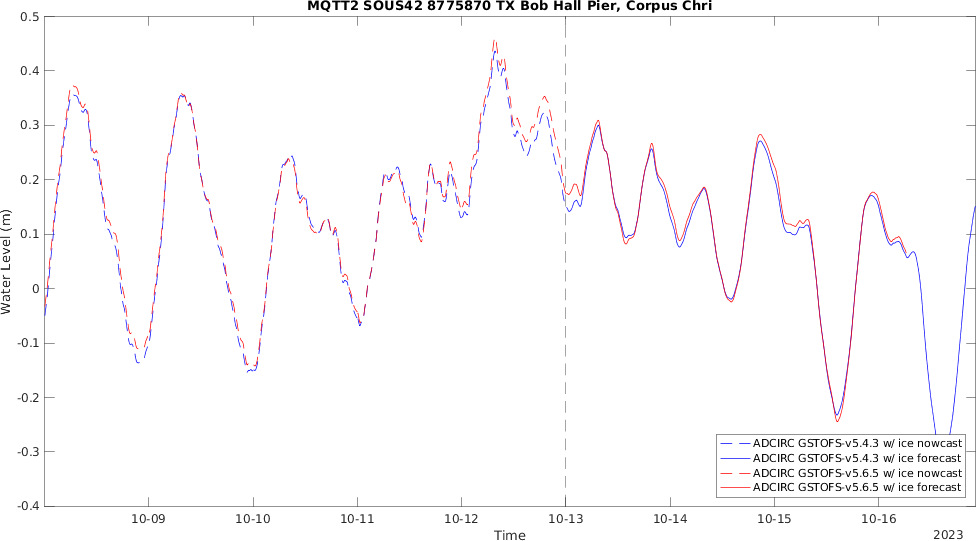 MQTT2 SOUS42 8775870 TX Bob Hall Pier, Corpus Chri
0.5
0.4
0.3
0.2
0.1
0
-0.1
-0.2
-0.3
-0.4
Water Level (m)
10-09 10-10 10-11 10-12 10-13 10-14 10-15 10-16
Time
2023
ADCIRC GSTOFS-v5.4.3 w/ ice nowcast
ADCIRC GSTOFS-v5.4.3 w/ ice forecast
ADCIRC GSTOFS-v5.6.5 w/ ice nowcast
ADCIRC GSTOFS-v5.6.5 w/ ice forecast